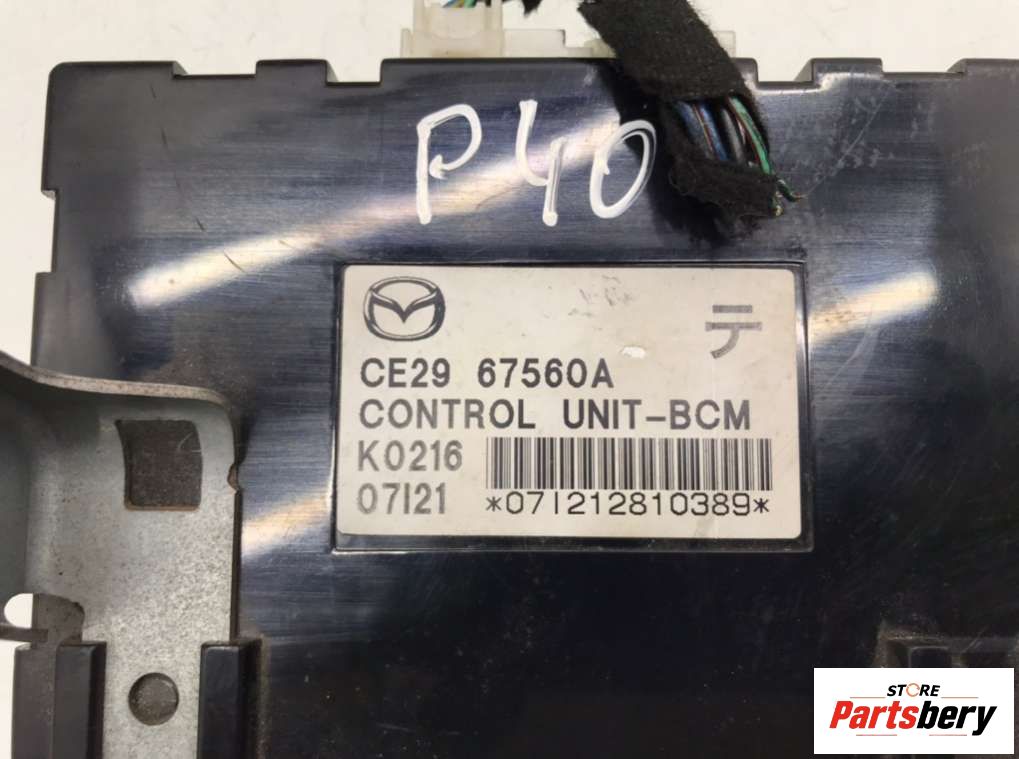 P40
テ
CE29 67560A
CONTROL UNIT-BCM
K0216
07I21 *07I212810389*
STORE
Partsbery